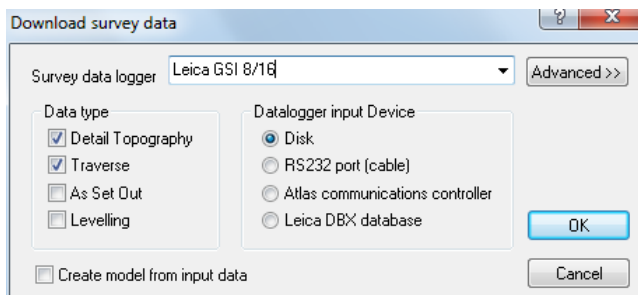 Download survey data
?
X
Survey data logger Leica GSI 8/16 Advanced >>
Data type Datalogger input Device
Detail Topography Disk
Traverse RS232 port (cable)
As Set Out Atlas communications controller
Levelling Leica DBX database
OK
Create model from input data Cancel